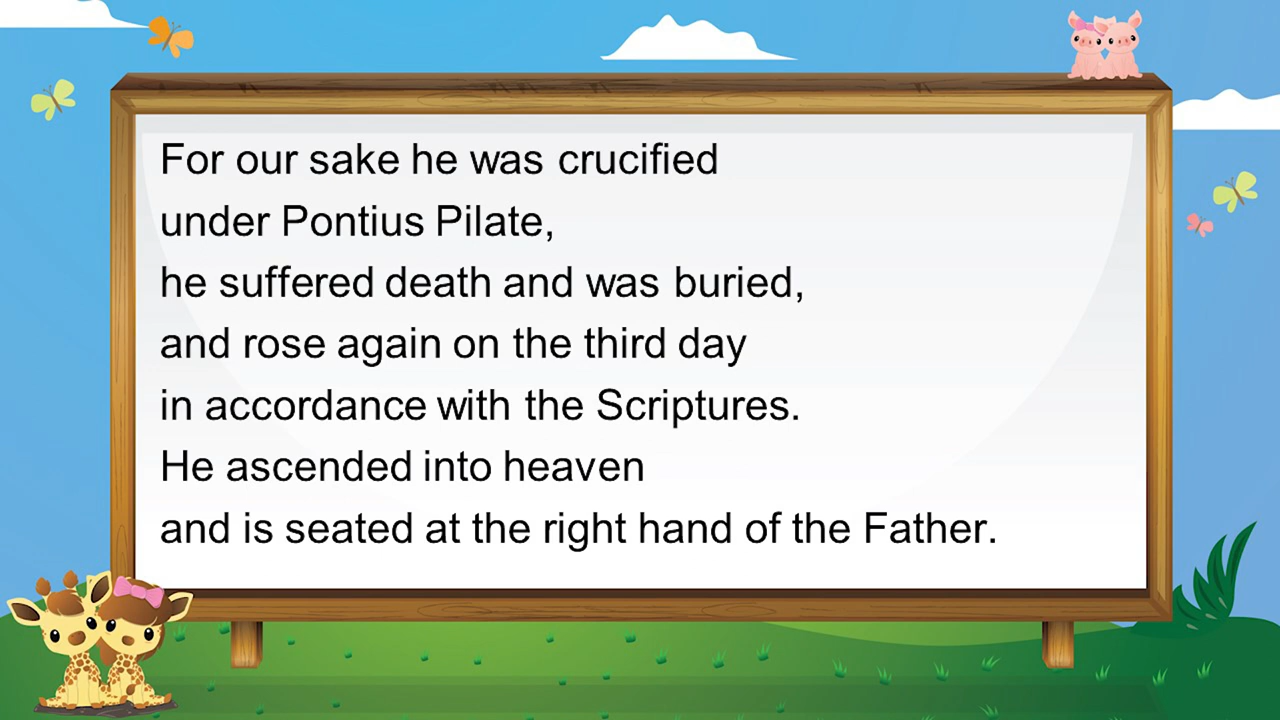 For our sake he was crucified
under Pontius Pilate,
he suffered death and was buried,
and rose again on the third day
in accordance with the Scriptures.
He ascended into heaven
and is seated at the right hand of the Father.